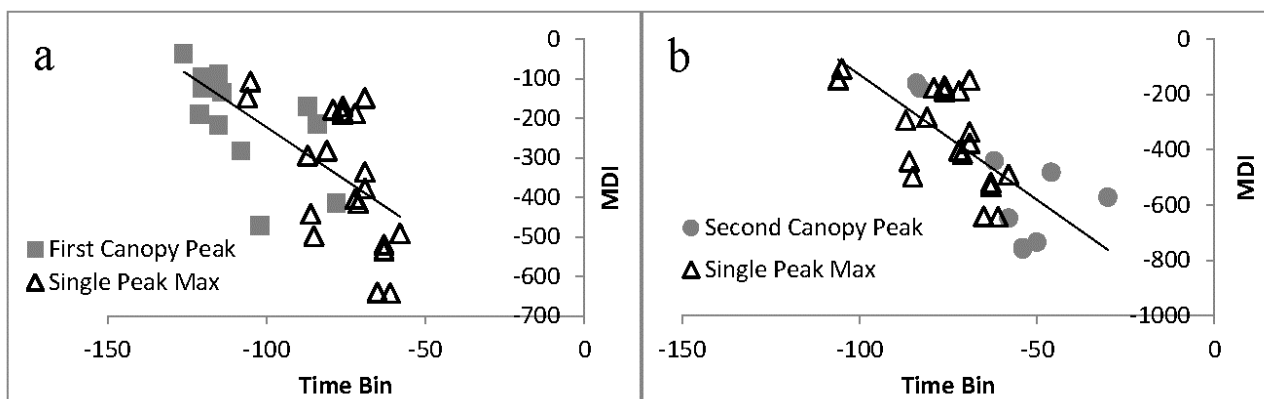 a
0
-100
-200
-300
-400
-500
-600
-700
MDI
First Canopy Peak
Single Peak Max
-150
-100
-50
0
Time Bin
b
0
-200
-400
-600
-800
-1000
MDI
Second Canopy Peak
Single Peak Max
-150
-100
-50
0
Time Bin